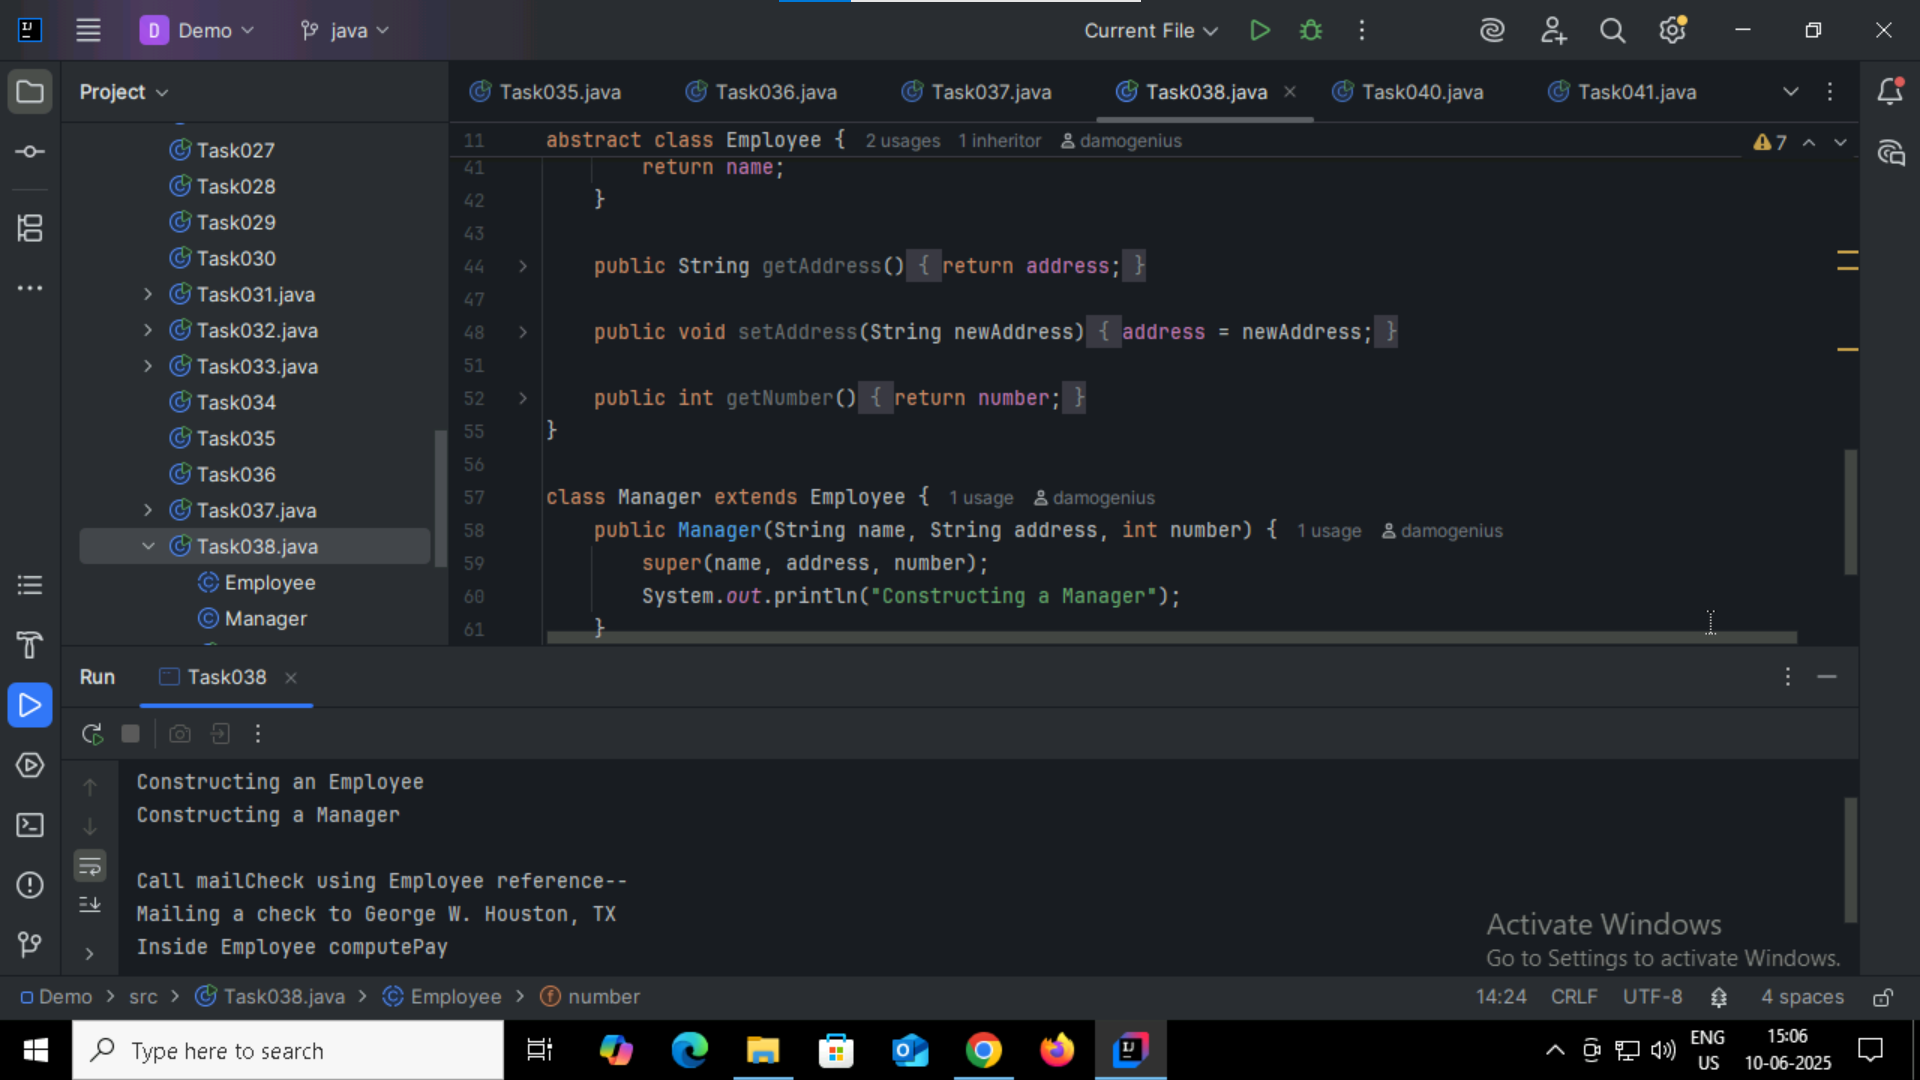 D Demo java Current File
Project
Task035.java Task036.java Task037.java Task038.java Task040.java Task041.java
Task027
Task028
Task029
Task030
Task031.java
Task032.java
Task033.java
Task034
Task035
Task036
Task037.java
Task038.java
Employee
Manager
11 abstract class Employee { 2 usages 1 inheritor damogenius
7
41 return name;
42 }
43
44 public String getAddress() { return address; }
47
48 public void setAddress(String newAddress) { address = newAddress; }
51
52 public int getNumber() { return number; }
55 }
56
57 class Manager extends Employee { 1 usage damogenius
58 public Manager(String name, String address, int number) { 1 usage damogenius
59 super(name, address, number);
60 System.out.println("Constructing a Manager");
61 }
Run Task038
Constructing an Employee
Constructing a Manager
Call mailCheck using Employee reference--
Mailing a check to George W. Houston, TX
Inside Employee computePay
Activate Windows
Go to Settings to activate Windows.
Demo > src > Task038.java > Employee > number 14:24 CRLF UTF-8 4 spaces
Type here to search
ENG
US
15:06
10-06-2025